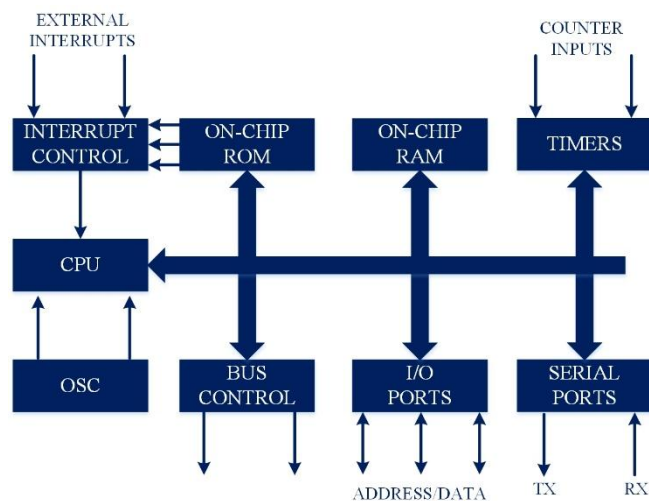 EXTERNAL
INTERRUPTS
COUNTER
INPUTS
INTERRUPT
CONTROL
ON-CHIP
ROM
ON-CHIP
RAM
TIMERS
CPU
OSC
BUS
CONTROL
I/O
PORTS
SERIAL
PORTS
ADDRESS/DATA
TX
RX